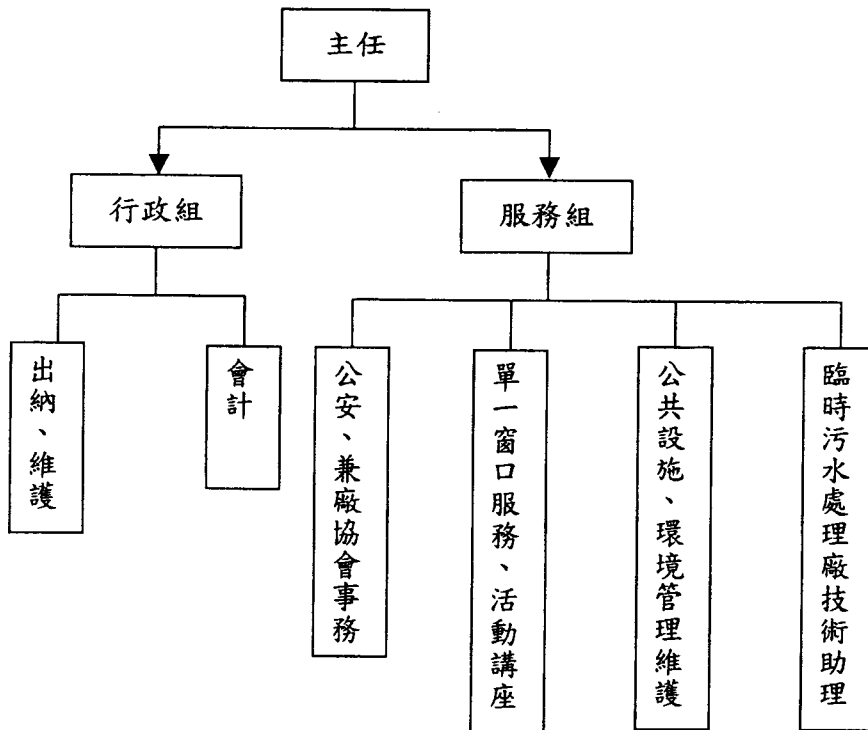 主任
行政組
服務組
出納、維護
會計
公安、兼廠協會事務
單一窗口服務、活動講座
公共設施、環境管理維護
臨時污水處理廠技術助理